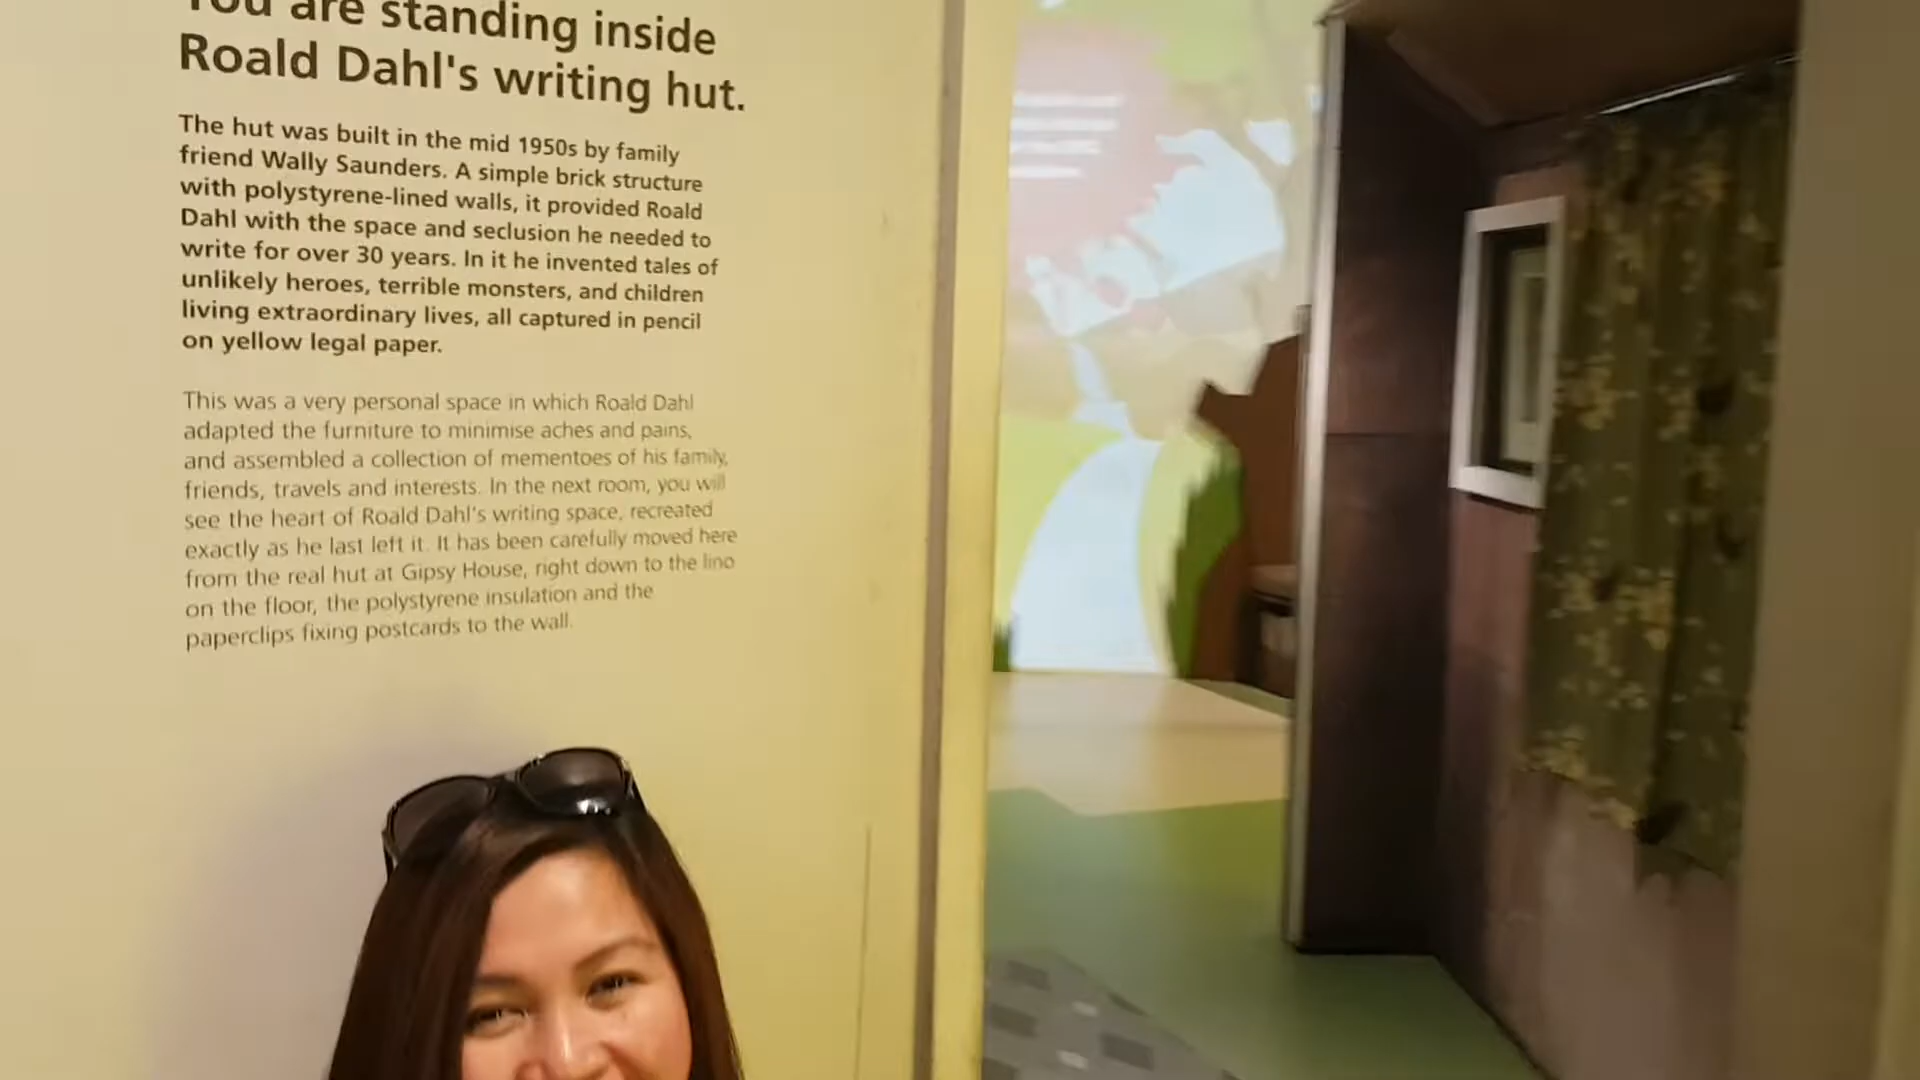 You are standing inside
Roald Dahl's writing hut.
The hut was built in the mid 1950s by family
friend Wally Saunders. A simple brick structure
with polystyrene-lined walls, it provided Roald
Dahl with the space and seclusion he needed to
write for over 30 years. In it he invented tales of
unlikely heroes, terrible monsters, and children
living extraordinary lives, all captured in pencil
on yellow legal paper.
This was a very personal space in which Roald Dahl
adapted the furniture to minimise aches and pains,
and assembled a collection of mementoes of his family,
friends, travels and interests. In the next room, you will
see the heart of Roald Dahl's writing space, recreated
exactly as he last left it. It has been carefully moved here
from the real hut at Gipsy House, right down to the lino
on the floor, the polystyrene insulation and the
paperclips fixing postcards to the wall.